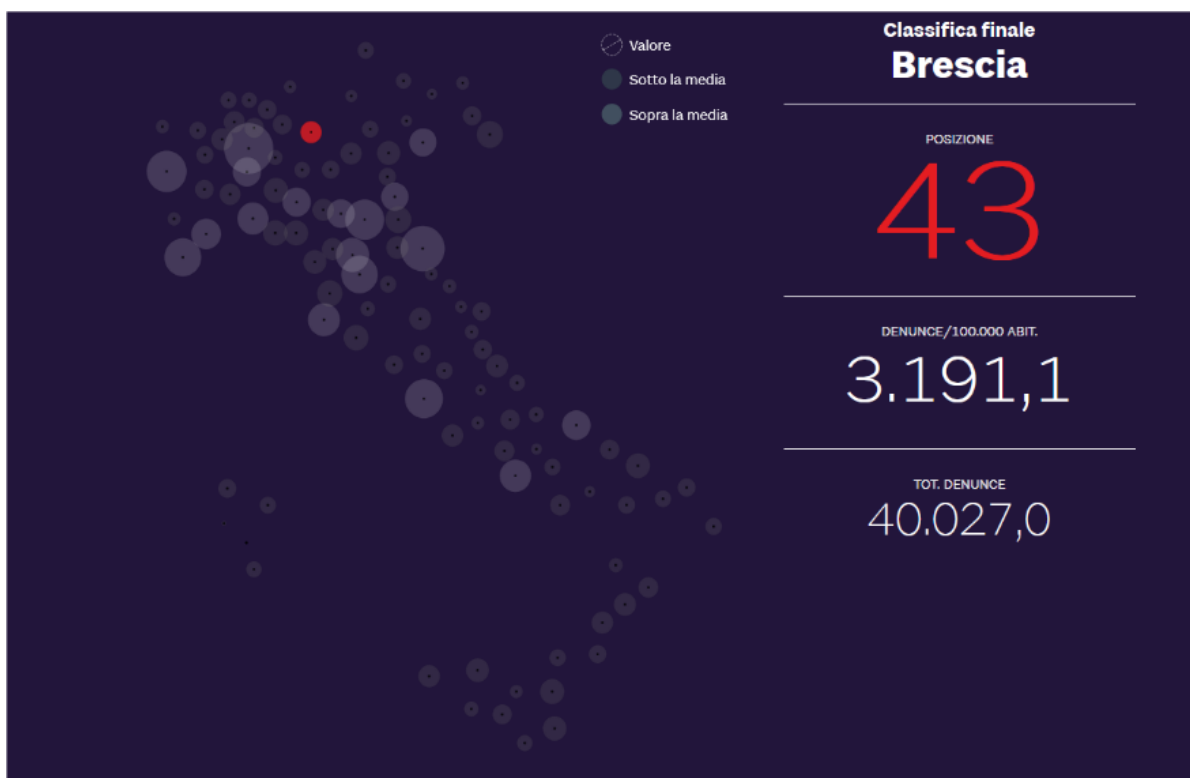 Valore
Sotto la media
Sopra la media
Classifica finale
Brescia
POSIZIONE
43
DENUNCE/100.000 ABIT.
3.191,1
TOT. DENUNCE
40.027,0